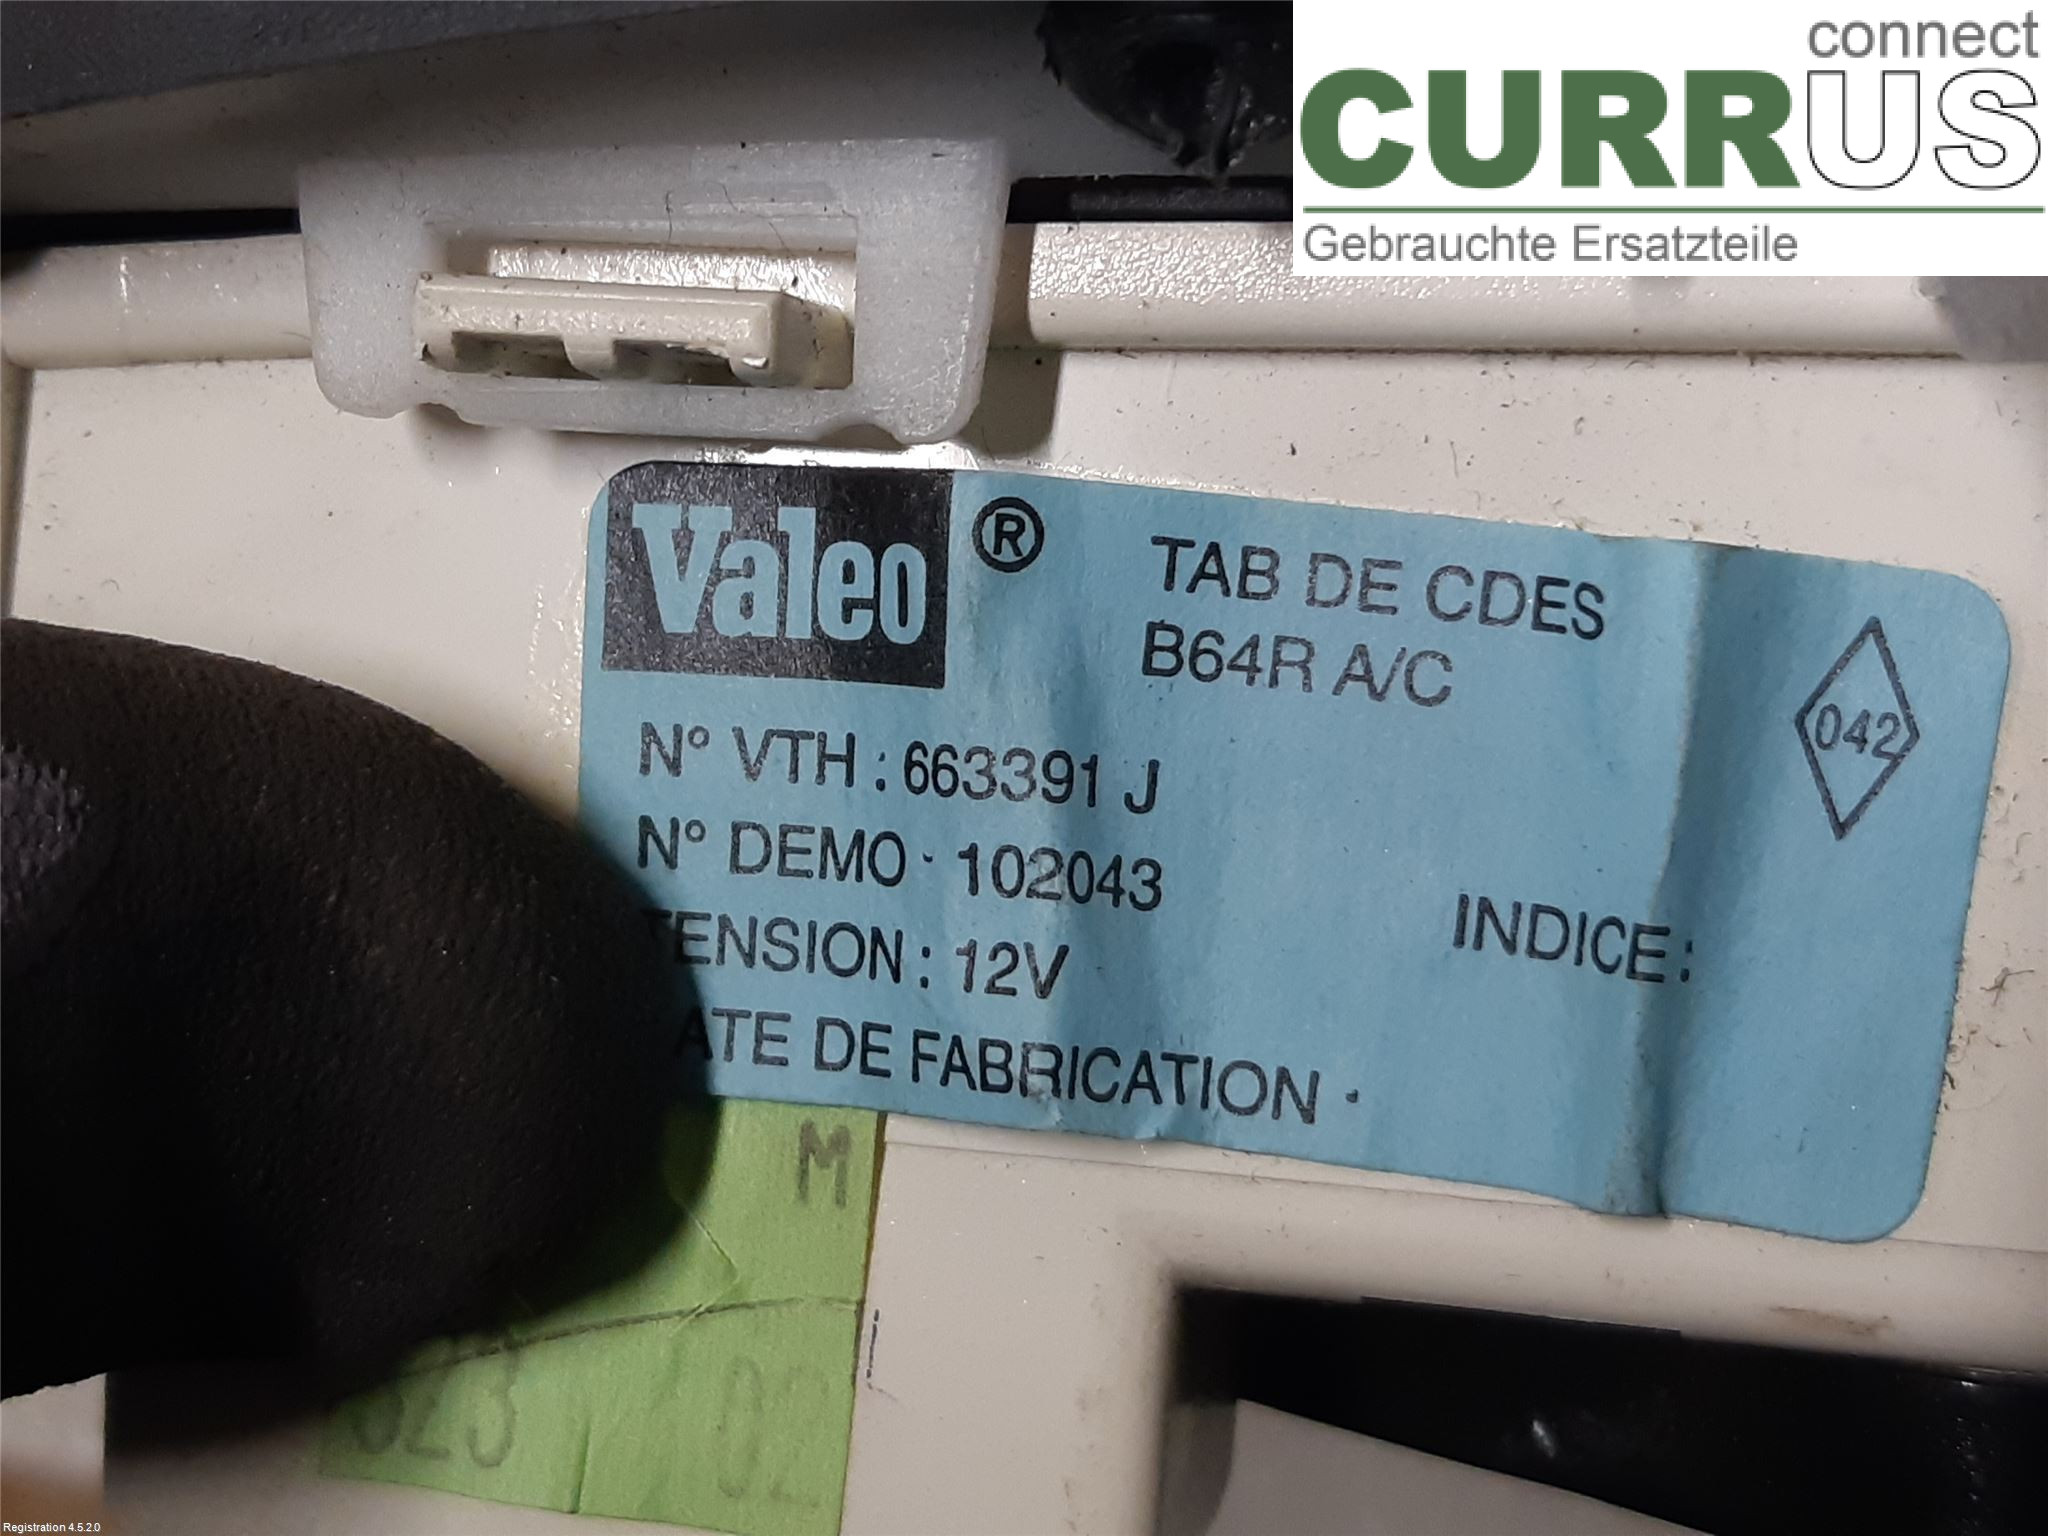 connect
CURRUS
Gebrauchte Ersatzteile
Valeo ®
TAB DE CDES
B64R A/C
042
N° VTH : 663391 J
N° DEMO · 102043
TENSION : 12V
INDICE :
ATE DE FABRICATION ·
M
Registration 4.5.2.0